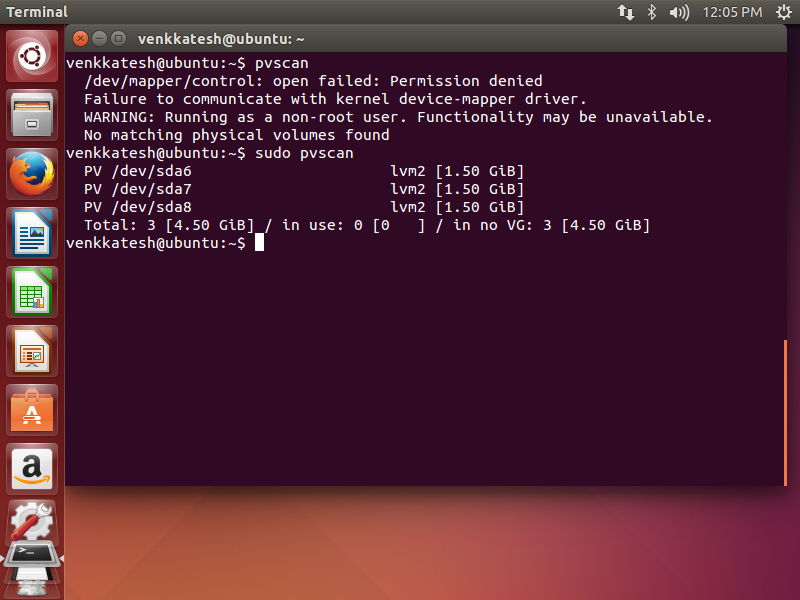 Terminal
12:05 PM
venkkatesh@ubuntu: ~
venkkatesh@ubuntu:~$ pvscan
  /dev/mapper/control: open failed: Permission denied
  Failure to communicate with kernel device-mapper driver.
  WARNING: Running as a non-root user. Functionality may be unavailable.
  No matching physical volumes found
venkkatesh@ubuntu:~$ sudo pvscan
  PV /dev/sda6                      lvm2 [1.50 GiB]
  PV /dev/sda7                      lvm2 [1.50 GiB]
  PV /dev/sda8                      lvm2 [1.50 GiB]
  Total: 3 [4.50 GiB] / in use: 0 [0   ] / in no VG: 3 [4.50 GiB]
venkkatesh@ubuntu:~$